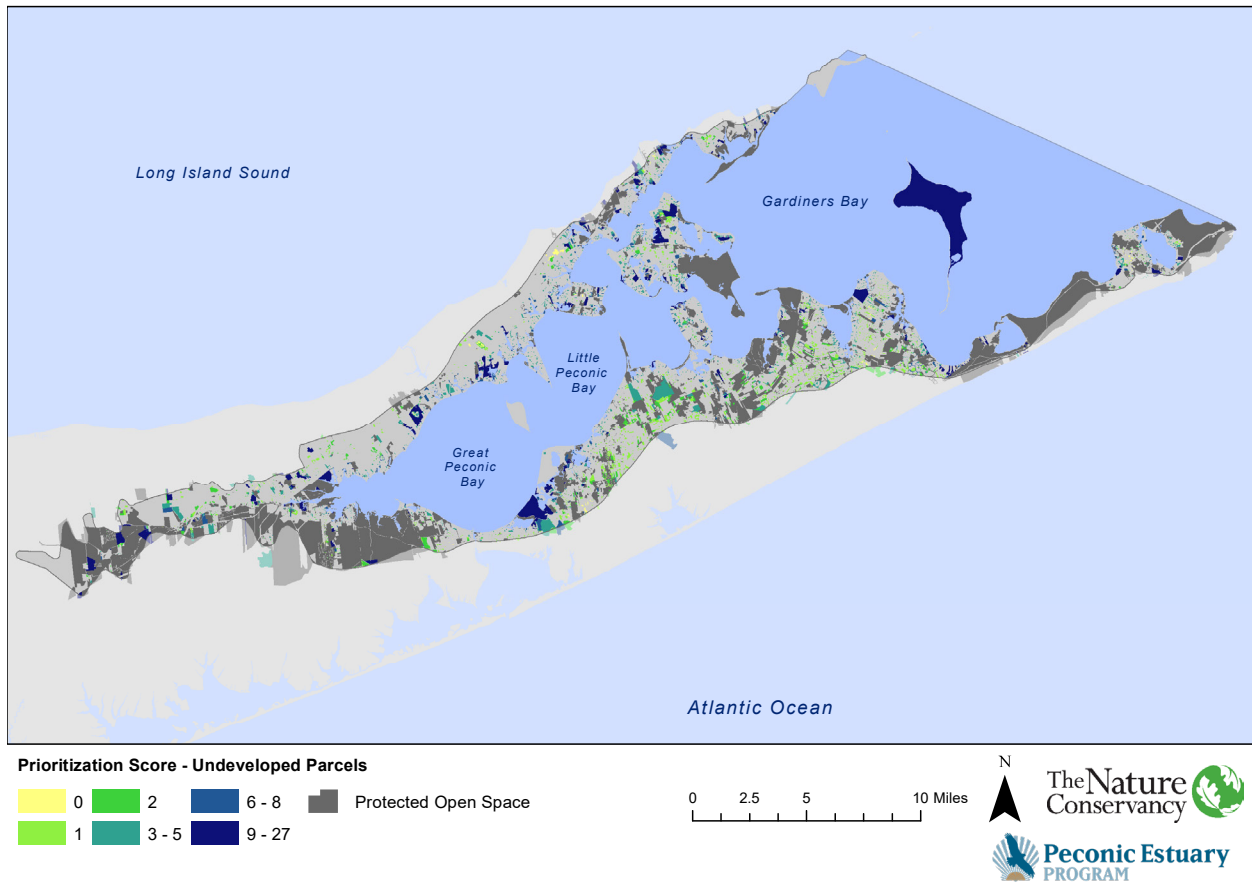 Long Island Sound
Gardiners Bay
Little
Peconic
Bay
Great
Peconic
Bay
Atlantic Ocean
Prioritization Score - Undeveloped Parcels
0
2
6 - 8
Protected Open Space
1
3 - 5
9 - 27
0 2.5 5 10 Miles
N
The Nature
Conservancy
Peconic Estuary
PROGRAM